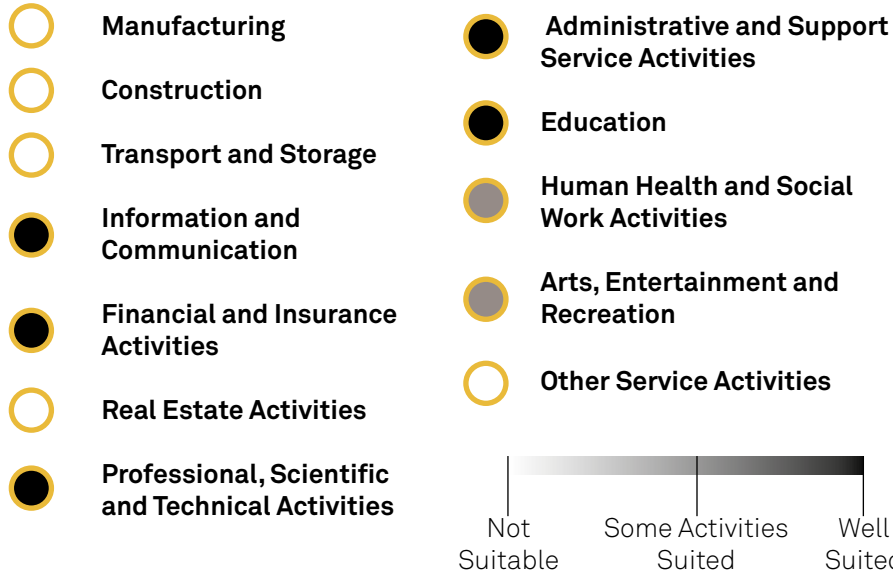 Manufacturing
Construction
Transport and Storage
Information and
Communication
Financial and Insurance
Activities
Real Estate Activities
Professional, Scientific
and Technical Activities
Administrative and Support
Service Activities
Education
Human Health and Social
Work Activities
Arts, Entertainment and
Recreation
Other Service Activities
Not
Suitable
Some Activities
Suited
Well
Suited